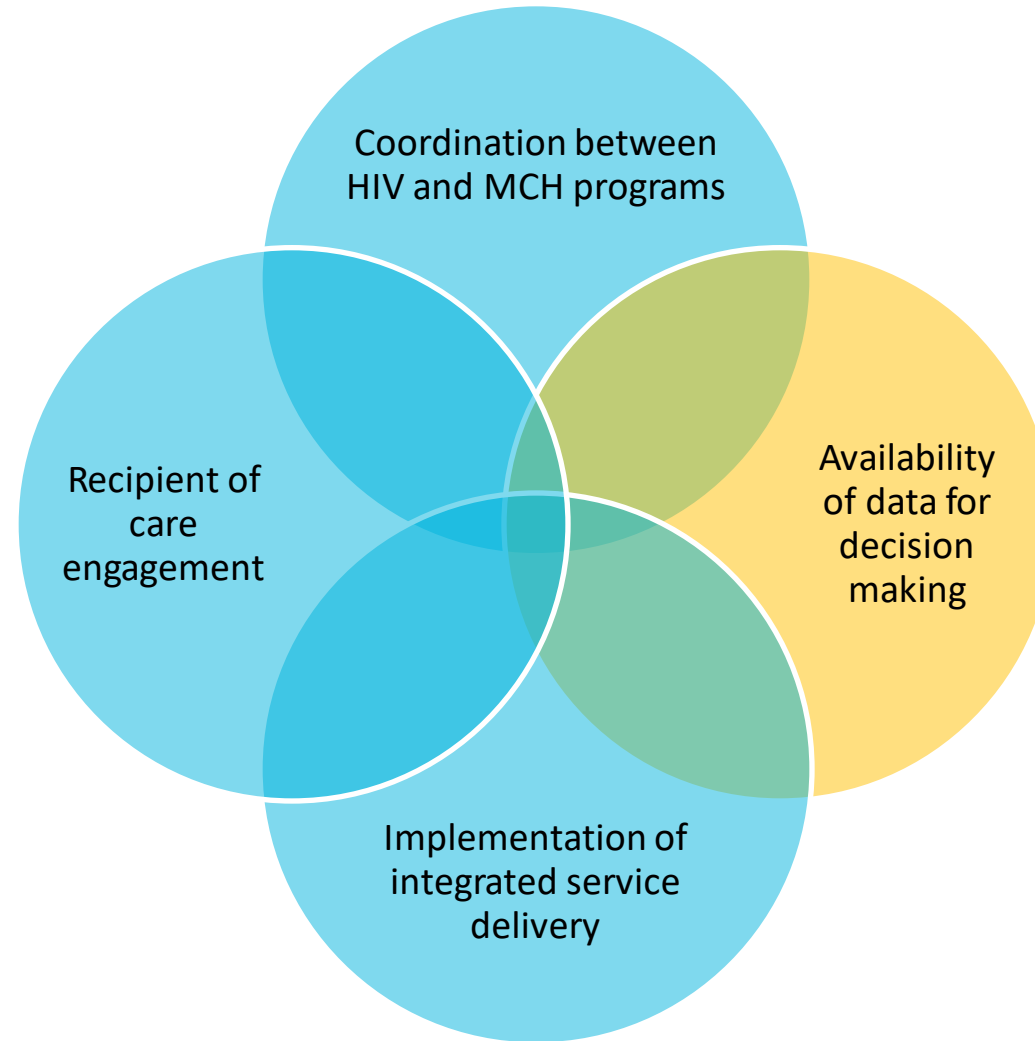 Coordination between
HIV and MCH programs
Recipient of
care
engagement
Availability
of data for
decision
making
Implementation of
integrated service
delivery